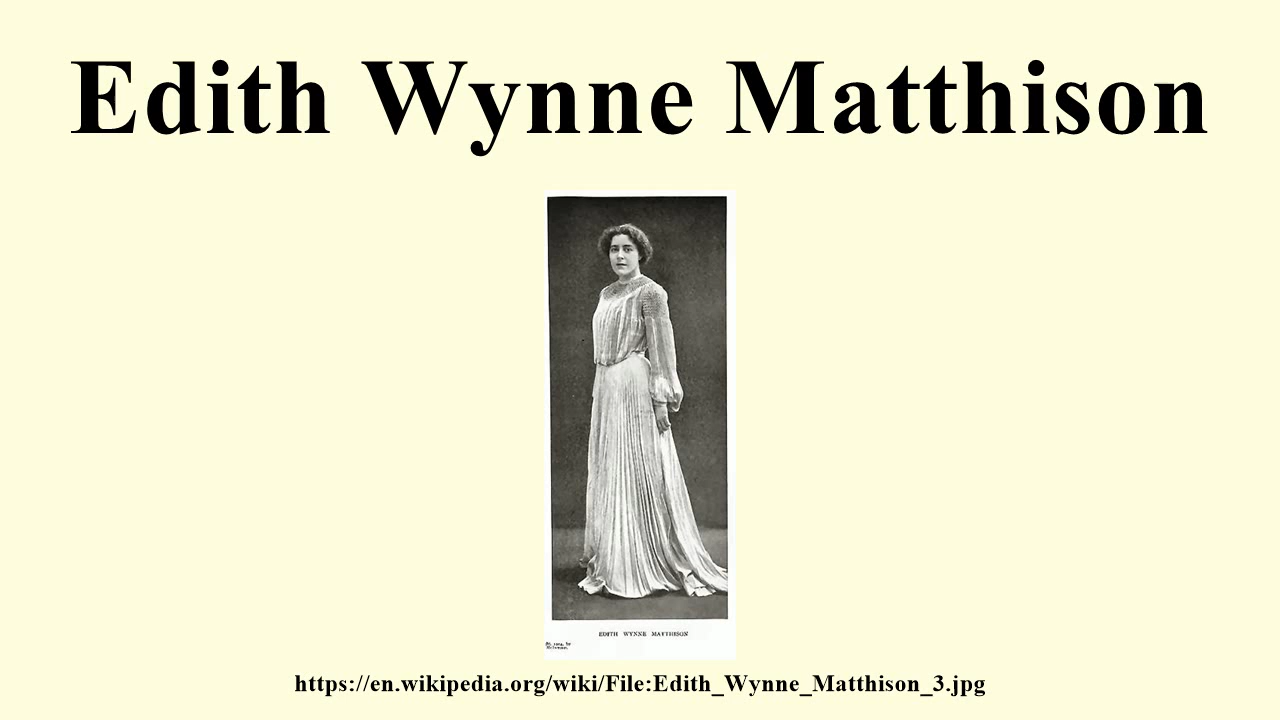 Edith Wynne Matthison
EDITH WYNNE MATTHISON
https://en.wikipedia.org/wiki/File:Edith_Wynne_Matthison_3.jpg